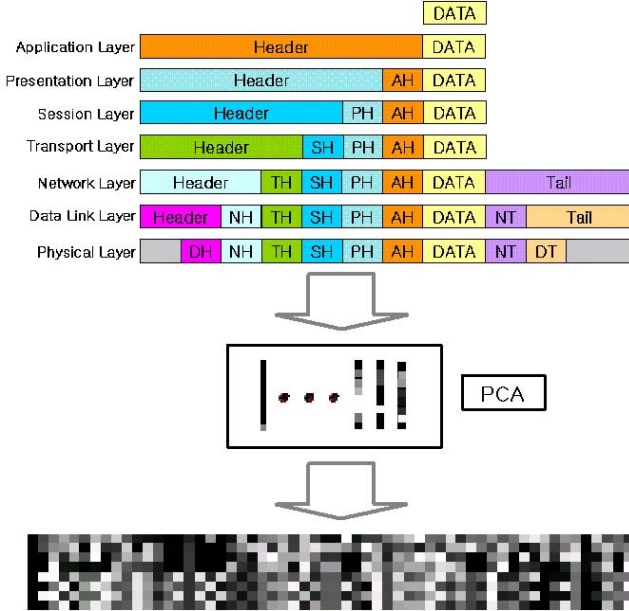 DATA
Application Layer Header DATA
Presentation Layer Header AH DATA
Session Layer Header PH AH DATA
Transport Layer Header SH PH AH DATA
Network Layer Header TH SH PH AH DATA Tail
Data Link Layer Header NH TH SH PH AH DATA NT Tail
Physical Layer DH NH TH SH PH AH DATA NT DT
PCA